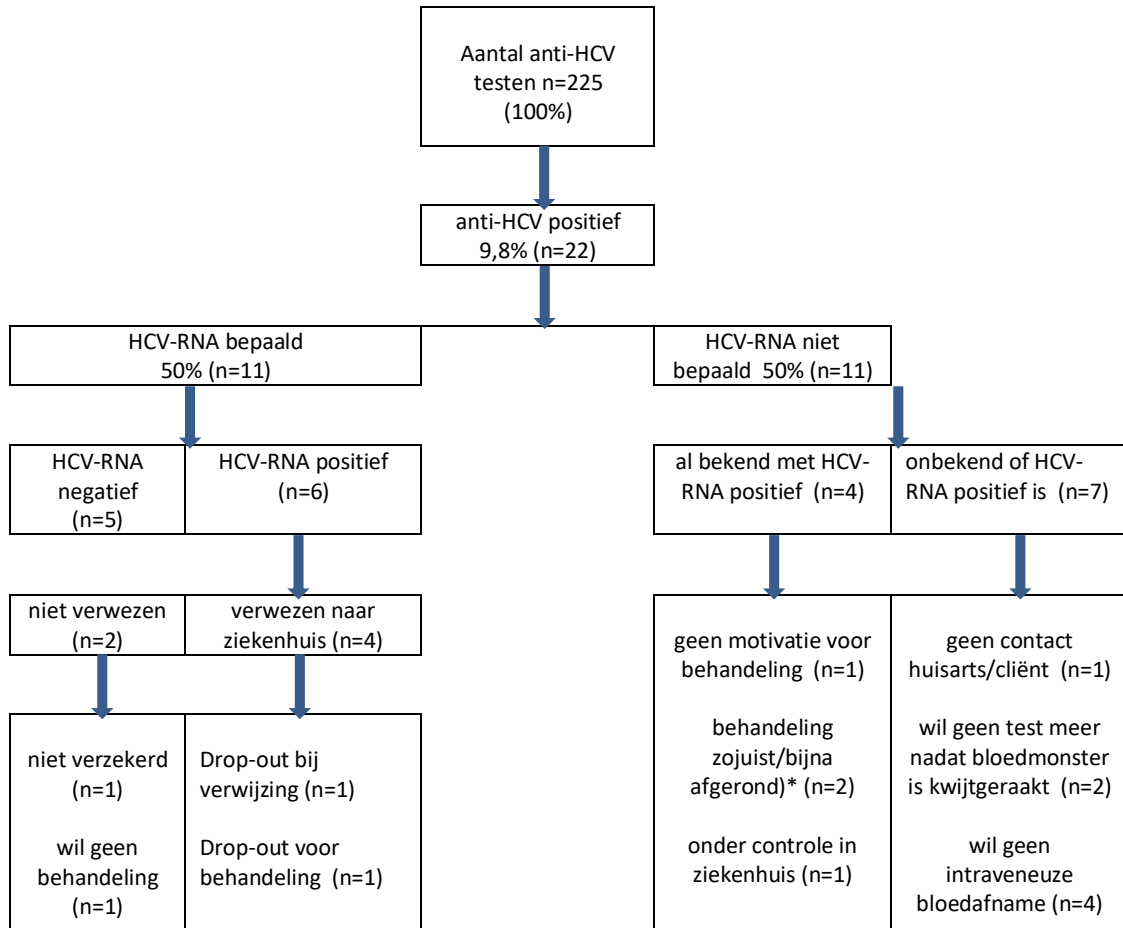 Aantal anti-HCV
testen n=225
(100%)
anti-HCV positief
9,8% (n=22)
HCV-RNA bepaald
50% (n=11)
HCV-RNA niet
bepaald 50% (n=11)
HCV-RNA
negatief
(n=5)
HCV-RNA positief
(n=6)
al bekend met HCV-
RNA positief (n=4)
onbekend of HCV-
RNA positief is (n=7)
niet verwezen
(n=2)
verwezen naar
ziekenhuis (n=4)
niet verzekerd
(n=1)
wil geen
behandeling
(n=1)
Drop-out bij
verwijzing (n=1)
Drop-out voor
behandeling (n=1)
geen motivatie voor
behandeling (n=1)
behandeling
zojuist/bijna
afgerond)* (n=2)
onder controle in
ziekenhuis (n=1)
geen contact
huisarts/cliënt (n=1)
wil geen test meer
nadat bloedmonster
is kwijtgeraakt (n=2)
wil geen
intraveneuze
bloedafname (n=4)